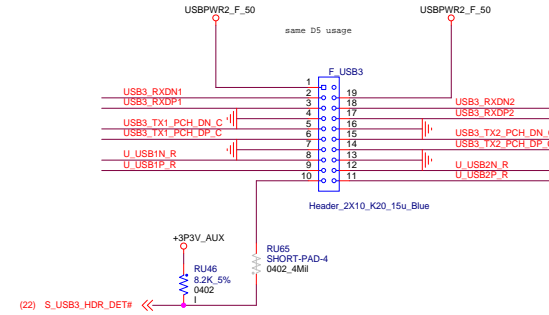 USBPWR2_F_50
USBPWR2_F_50
same D5 usage
F_USB3
1
USB3_RXDN1 2 19
USB3_RXDP1 3 18 USB3_RXDN2
4 17 USB3_RXDP2
USB3_TX1_PCH_DN_C 5 16
USB3_TX1_PCH_DP_C 6 15 USB3_TX2_PCH_DN_C
7 14 USB3_TX2_PCH_DP_C
U_USB1N_R 8 13
U_USB1P_R 9 12 U_USB2N_R
10 11 U_USB2P_R
Header_2X10_K20_15u_Blue
+3P3V_AUX
RU65
SHORT-PAD-4
0402_4Mil
RU46
8.2K_5%
0402
I
(22) S_USB3_HDR_DET#